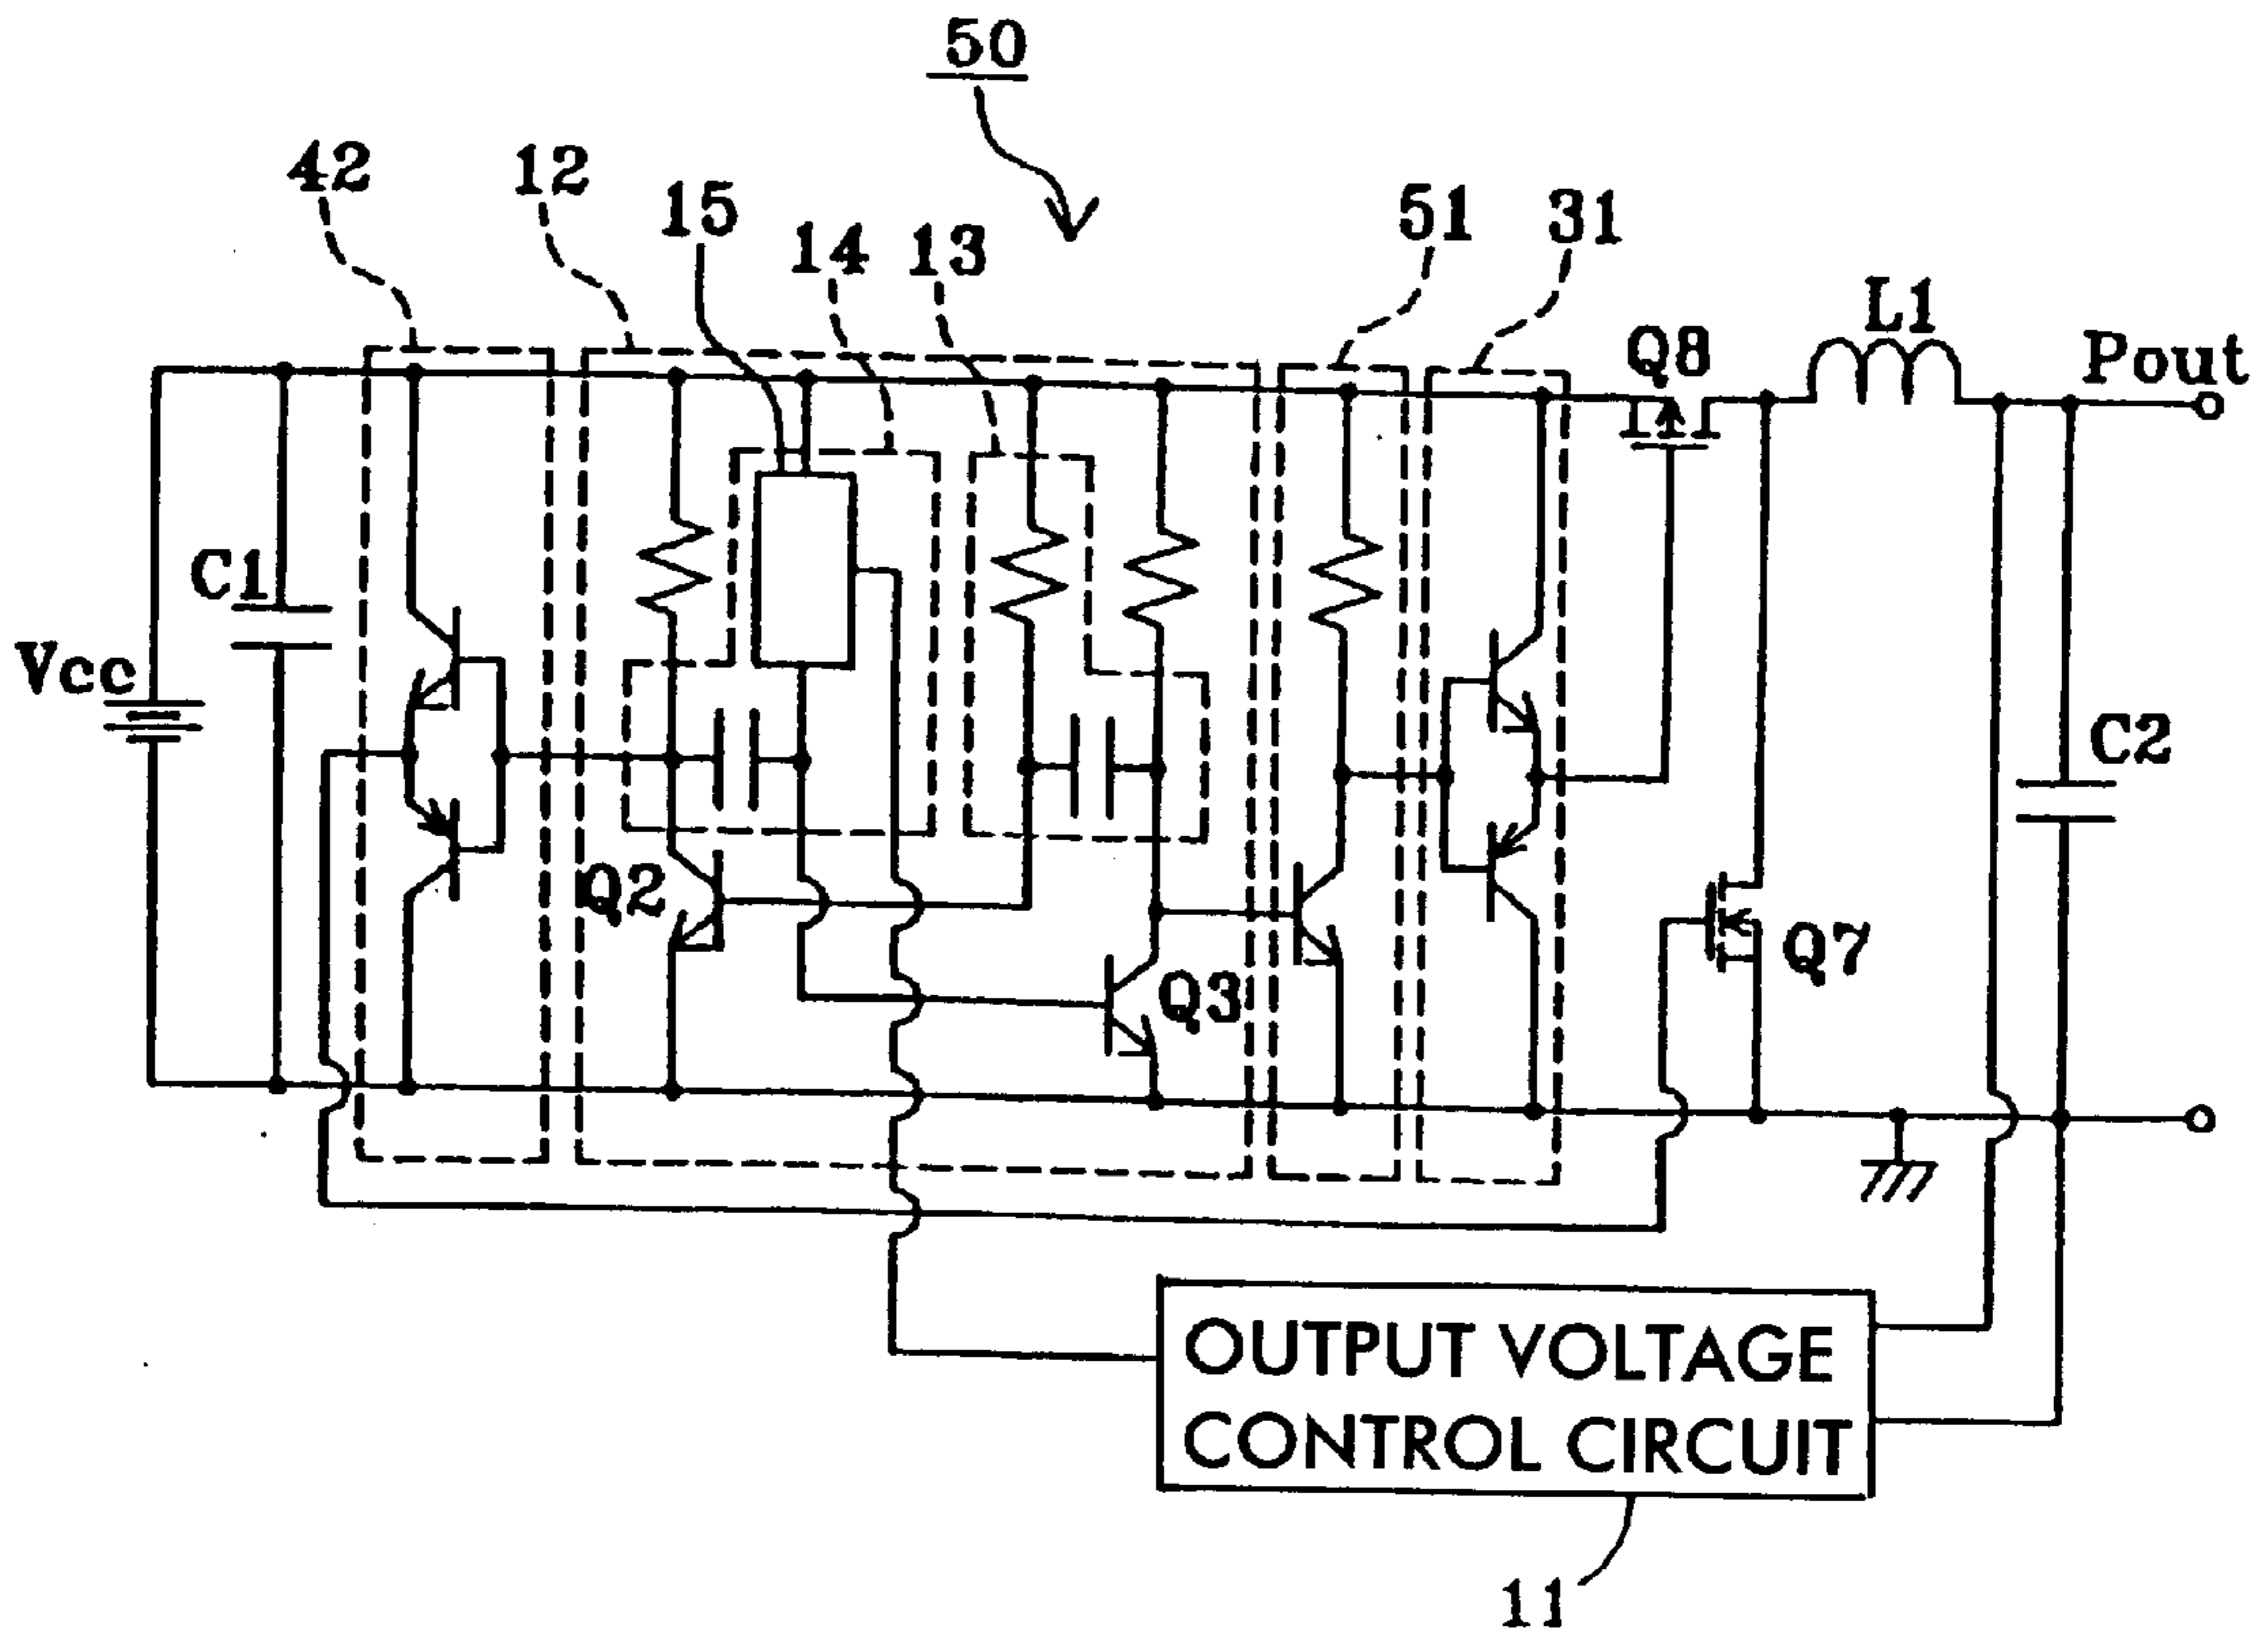 50
42
12
15
14
13
51
31
L1
Q8
Pout
C1
Vcc
C2
Q2
Q3
Q7
OUTPUT VOLTAGE
CONTROL CIRCUIT
11